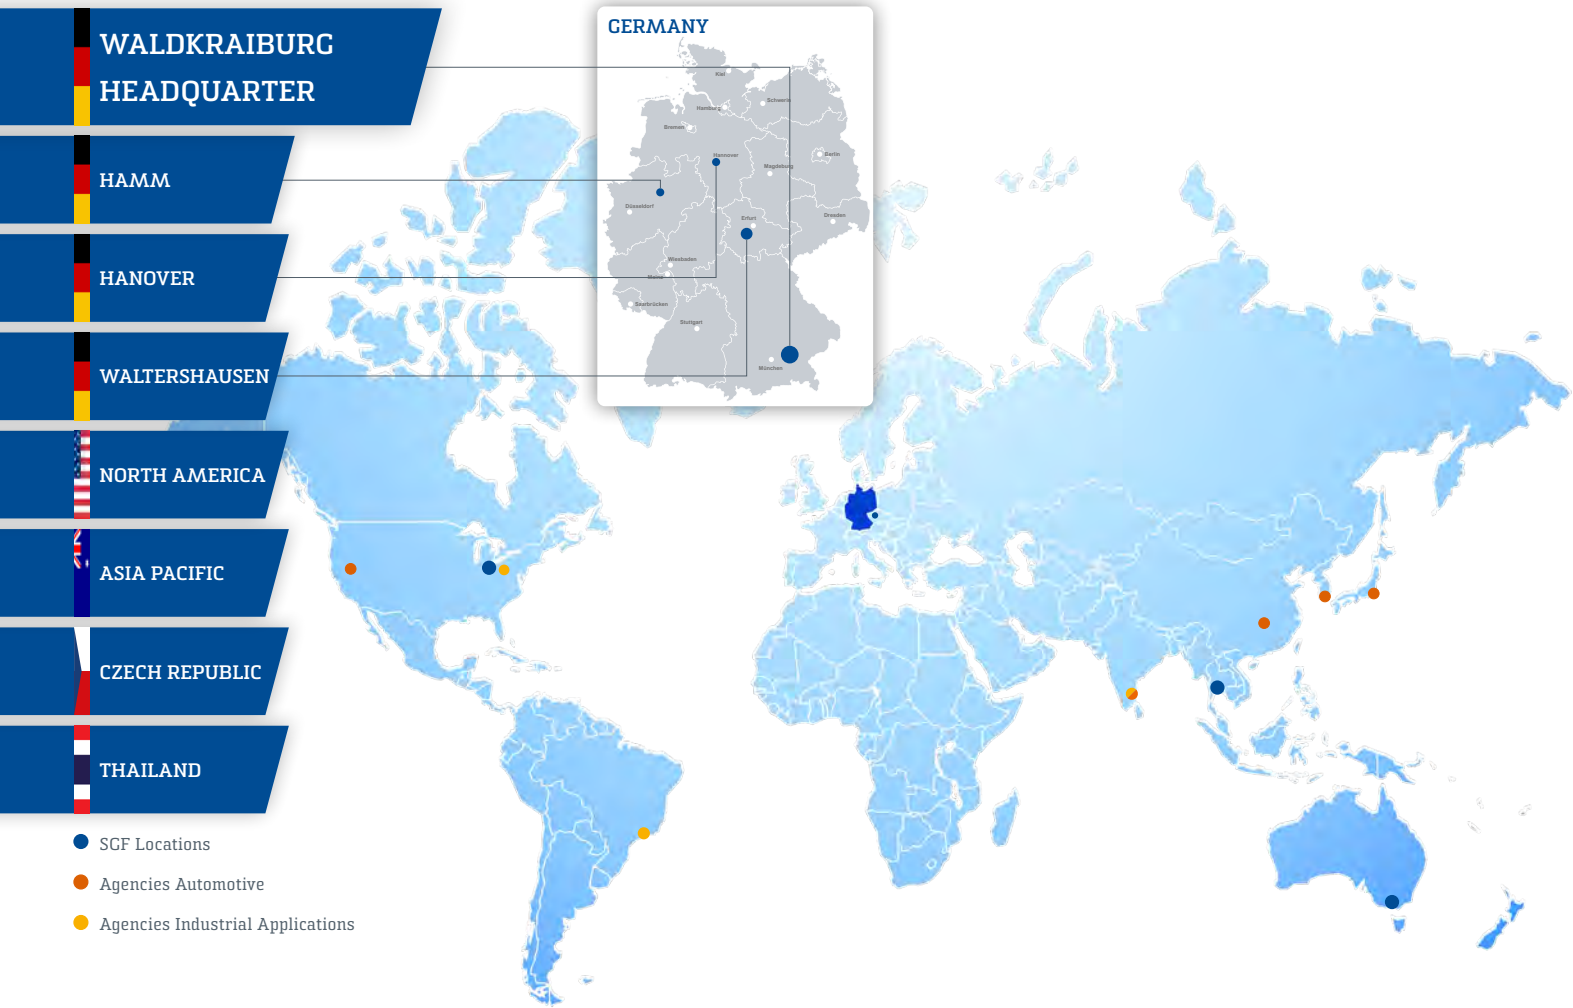 WALDKRAIBURG
HEADQUARTER
HAMM
HANOVER
WALTERSHAUSEN
NORTH AMERICA
ASIA PACIFIC
CZECH REPUBLIC
THAILAND
SGF Locations
Agencies Automotive
Agencies Industrial Applications
GERMANY
Kiel
Schwerin
Hamburg
Bremen
Hannover
Berlin
Magdeburg
Düsseldorf
Erfurt
Dresden
Wiesbaden
Mainz
Saarbrücken
Stuttgart
München